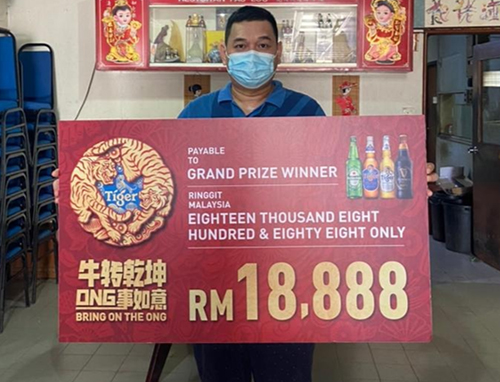 PAYABLE
TO
GRAND PRIZE WINNER
RINGGIT
MALAYSIA
EIGHTEEN THOUSAND EIGHT
HUNDRED & EIGHTY EIGHT ONLY
RM 18,888
Tiger
牛转乾坤
ONG事如意
BRING ON THE ONG